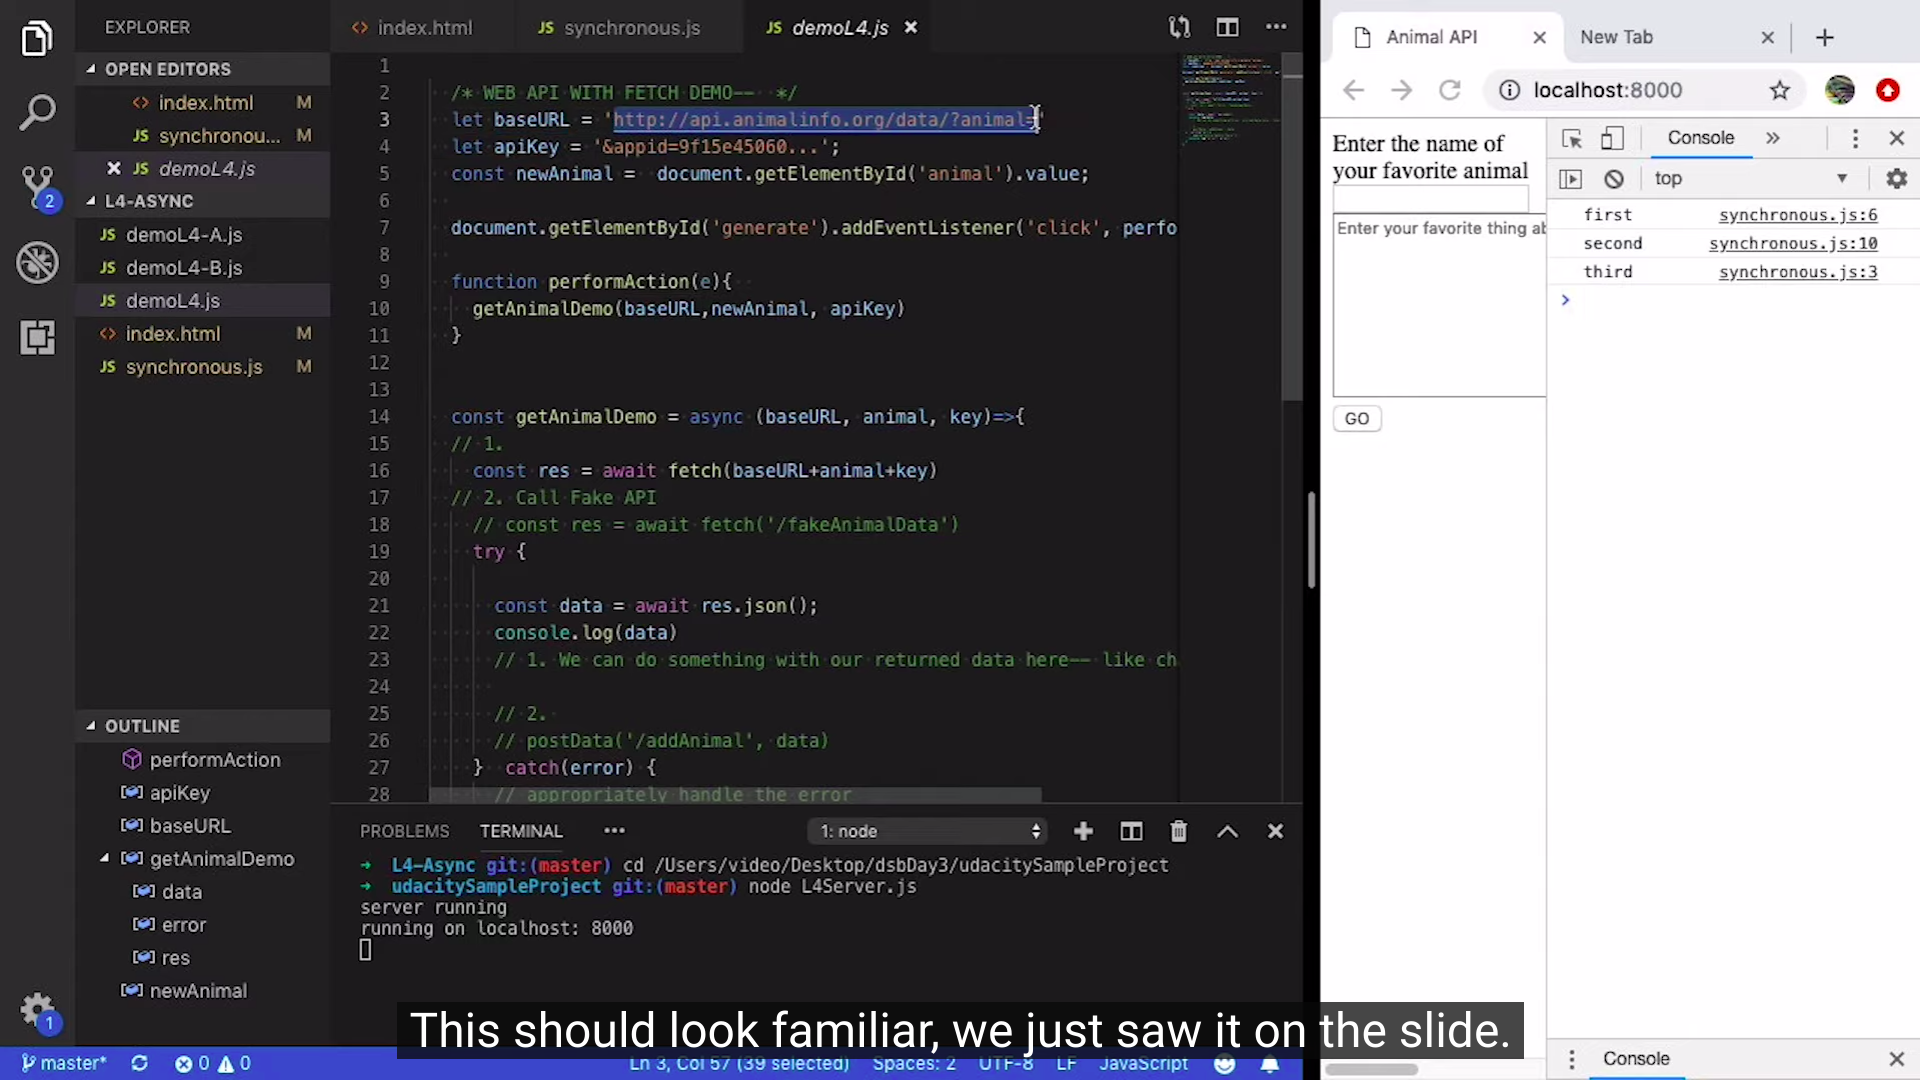 EXPLORER
OPEN EDITORS
index.html M
JS synchronou... M
JS demoL4.js
L4-ASYNC
JS demoL4-A.js
JS demoL4-B.js
JS demoL4.js
index.html M
JS synchronous.js M
OUTLINE
performAction
apiKey
baseURL
getAnimalDemo
data
error
res
newAnimal
2
1
index.html
JS synchronous.js
JS demoL4.js
1
2 /* WEB API WITH FETCH DEMO-- */
3 let baseURL = 'http://api.animalinfo.org/data/?animal='
4 let apiKey = '&appid=9f15e45060...';
5 const newAnimal = document.getElementById('animal').value;
6
7 document.getElementById('generate').addEventListener('click', perfo
8
9 function performAction(e){
10 getAnimalDemo(baseURL,newAnimal, apiKey)
11 }
12
13
14 const getAnimalDemo = async (baseURL, animal, key)=>{
15 // 1.
16 const res = await fetch(baseURL+animal+key)
17 // 2. Call Fake API
18 // const res = await fetch('/fakeAnimalData')
19 try {
20
21 const data = await res.json();
22 console.log(data)
23 // 1. We can do something with our returned data here-- like ch
24
25 // 2.
26 // postData('/addAnimal', data)
27 } catch(error) {
28 // appropriately handle the error
PROBLEMS TERMINAL ••• 1: node
→ L4-Async git:(master) cd /Users/video/Desktop/dsbDay3/udacitySampleProject
→ udacitySampleProject git:(master) node L4Server.js
server running
running on localhost: 8000
This should look familiar, we just saw it on the slide.
master* 0 0 Ln 3, Col 57 (39 selected) Spaces: 2 UTF-8 LF JavaScript
Animal API New Tab
localhost:8000
Enter the name of
your favorite animal
Enter your favorite thing ab
GO
Console »
top
first synchronous.js:6
second synchronous.js:10
third synchronous.js:3
Console